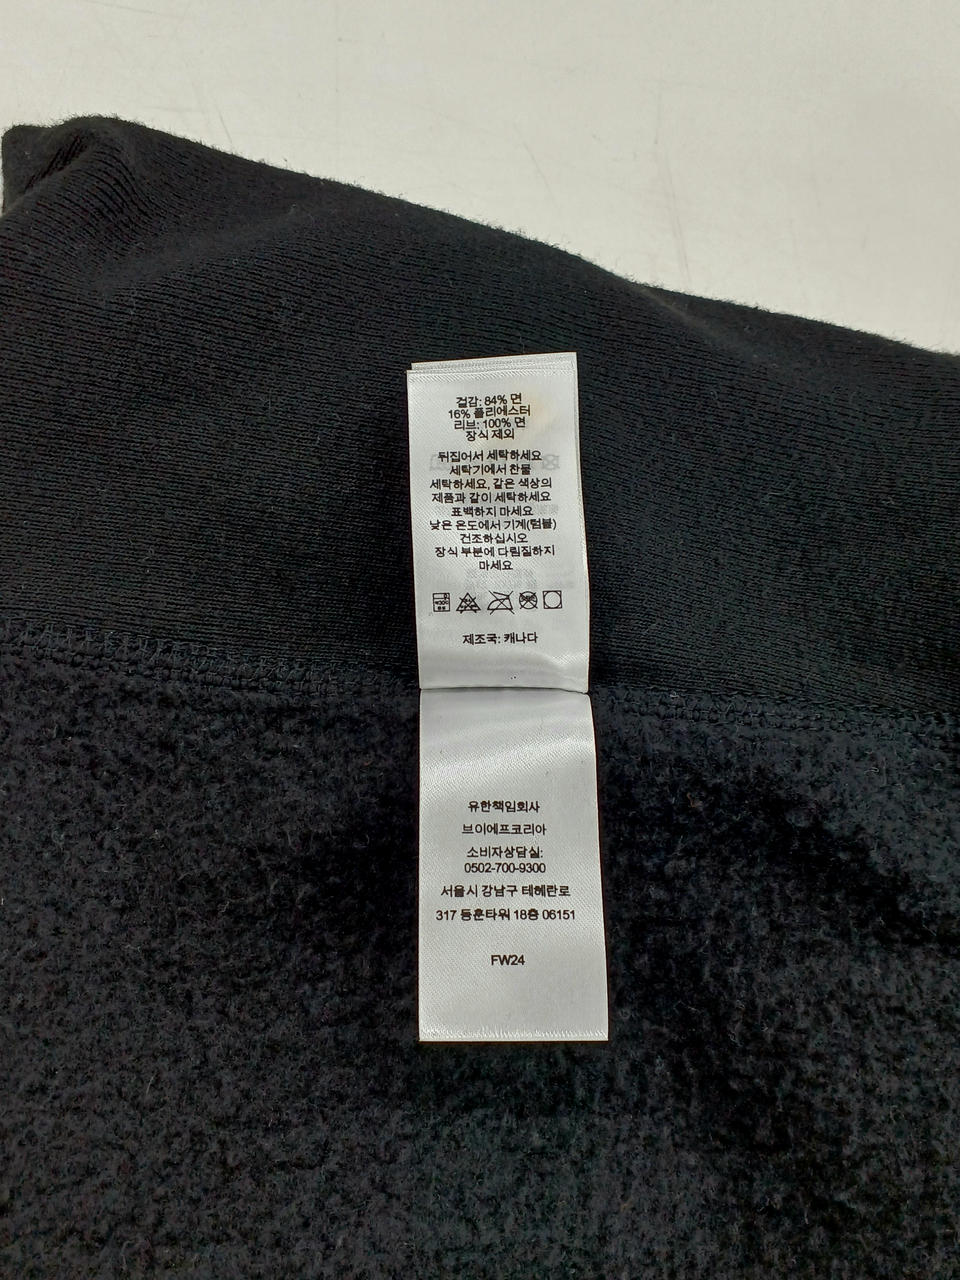 겉감: 84% 면
16% 폴리에스터
리브: 100% 면
장식 제외
뒤집어서 세탁하세요
세탁기에서 찬물
세탁하세요, 같은 색상의
제품과 같이 세탁하세요
표백하지 마세요
낮은 온도에서 기계(텀블)
건조하십시오
장식 부분에 다림질하지
마세요
제조국: 캐나다
유한책임회사
브이에프코리아
소비자상담실:
0502-700-9300
서울시 강남구 테헤란로
317 동훈타워 18층 06151
FW24